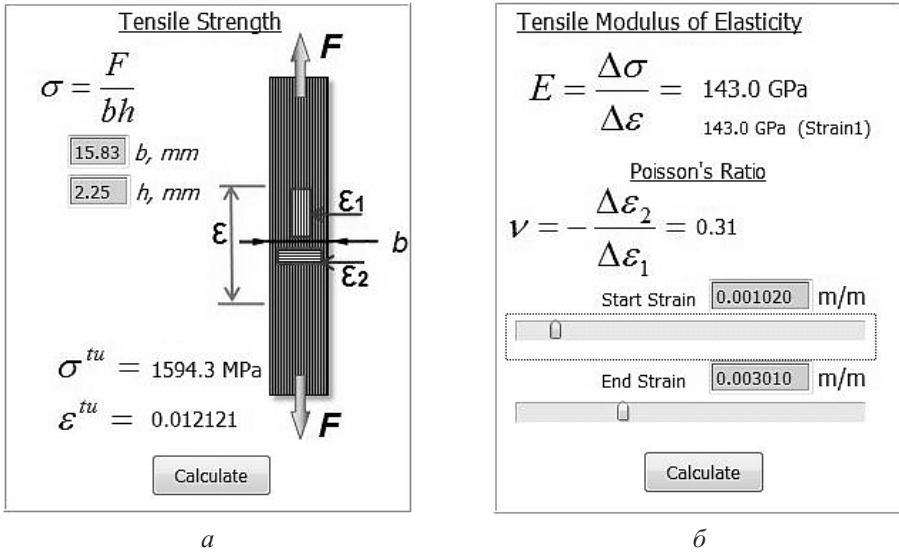 Tensile Strength
F
σ = F / bh
15.83 b, mm
2.25 h, mm
ε1
ε
b
ε2
σ^tu = 1594.3 MPa
ε^tu = 0.012121
F
Calculate
а
Tensile Modulus of Elasticity
E = Δσ / Δε = 143.0 GPa
143.0 GPa (Strain1)
Poisson's Ratio
ν = − Δε₂ / Δε₁ = 0.31
Start Strain 0.001020 m/m
End Strain 0.003010 m/m
Calculate
б